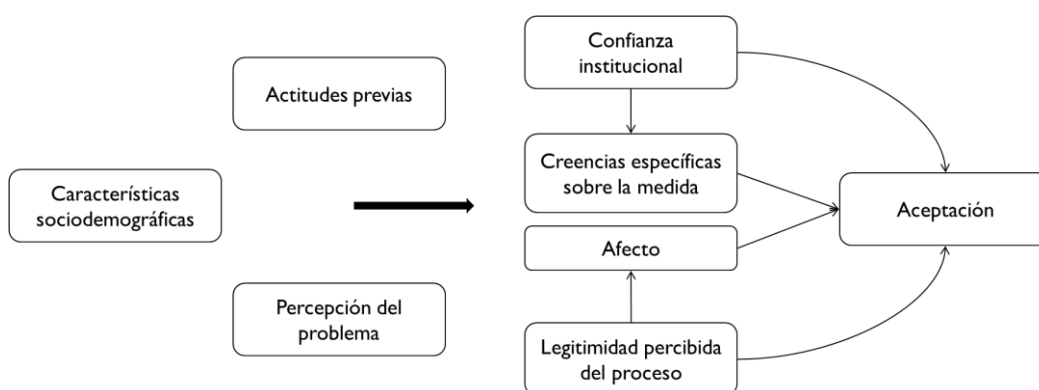 Confianza
institucional
Actitudes previas
Creencias específicas
sobre la medida
Características
sociodemográficas
Aceptación
Afecto
Percepción del
problema
Legitimidad percibida
del proceso